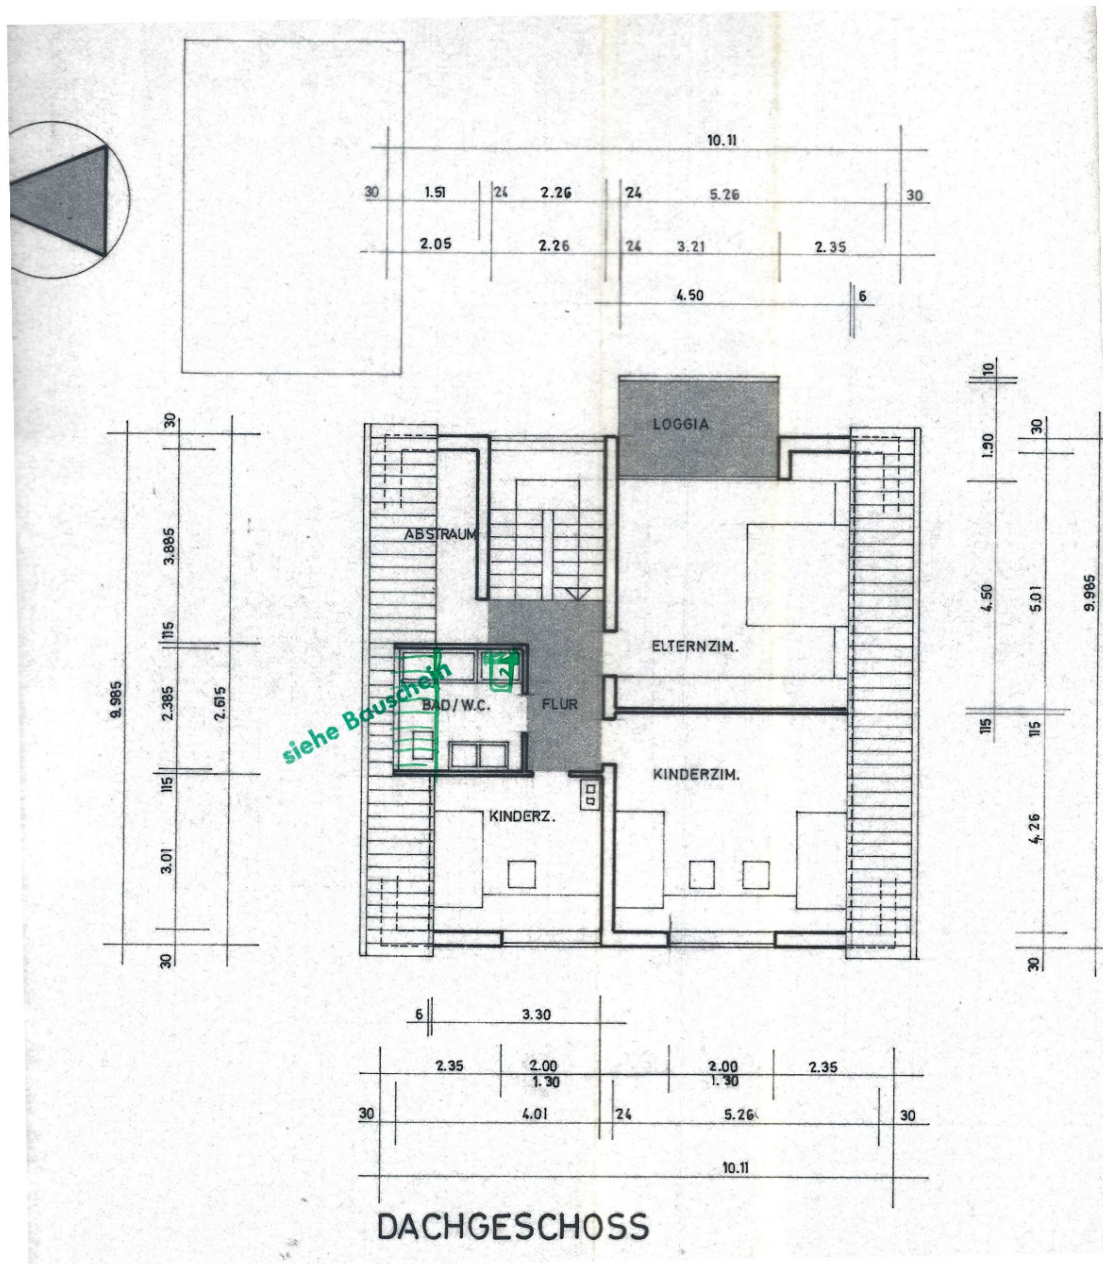 10.11
30 1.51 24 2.26 24 5.26 30
2.05 2.26 24 3.21 2.35
4.50 6
10
1.90
4.50
115
30
5.01
115
4.26
30
9.985
30
3.885
115
2.385
115
3.01
30
2.615
9.985
LOGGIA
ABSTRAUM
ELTERNZIM.
BAD/W.C.
FLUR
siehe Bauschein
KINDERZIM.
KINDERZ.
6 3.30
2.35 2.00 2.00 2.35
1.30 1.30
30 4.01 24 5.26 30
10.11
DACHGESCHOSS